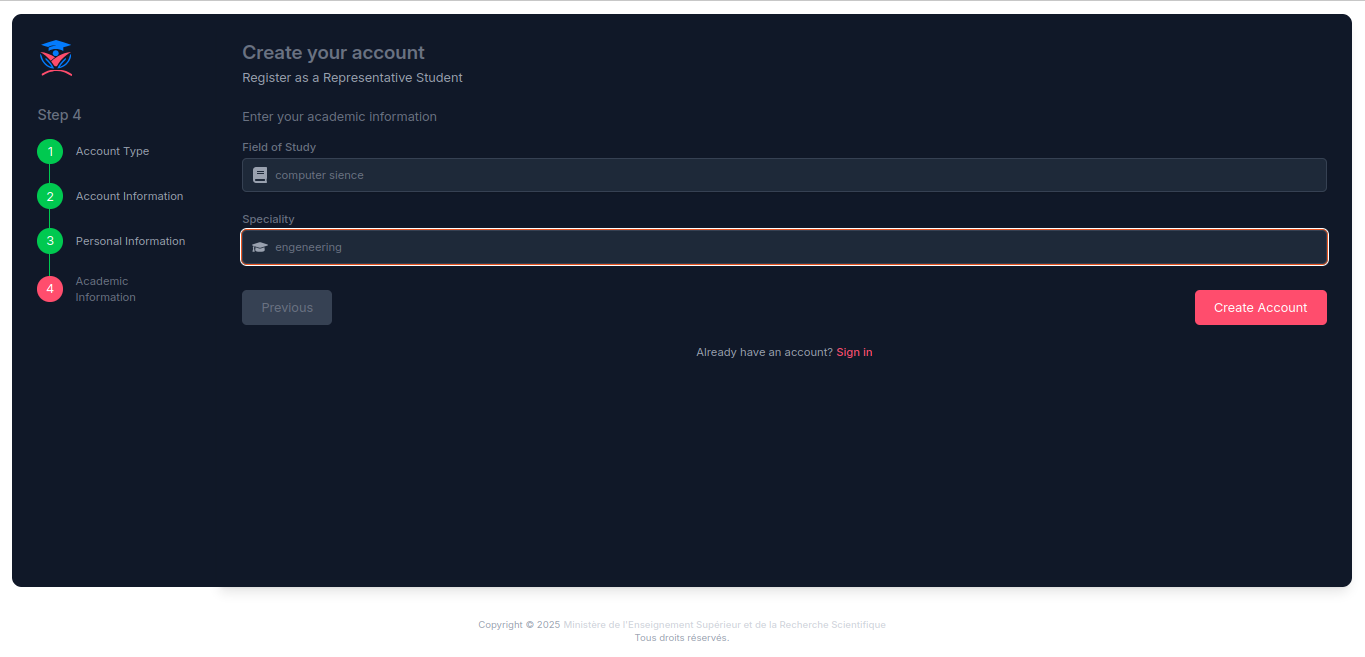 Create your account
Register as a Representative Student
Step 4
1 Account Type
2 Account Information
3 Personal Information
4 Academic
Information
Enter your academic information
Field of Study
computer sience
Speciality
engeneering
Previous
Create Account
Already have an account? Sign in
Copyright © 2025 Ministère de l'Enseignement Supérieur et de la Recherche Scientifique
Tous droits réservés.